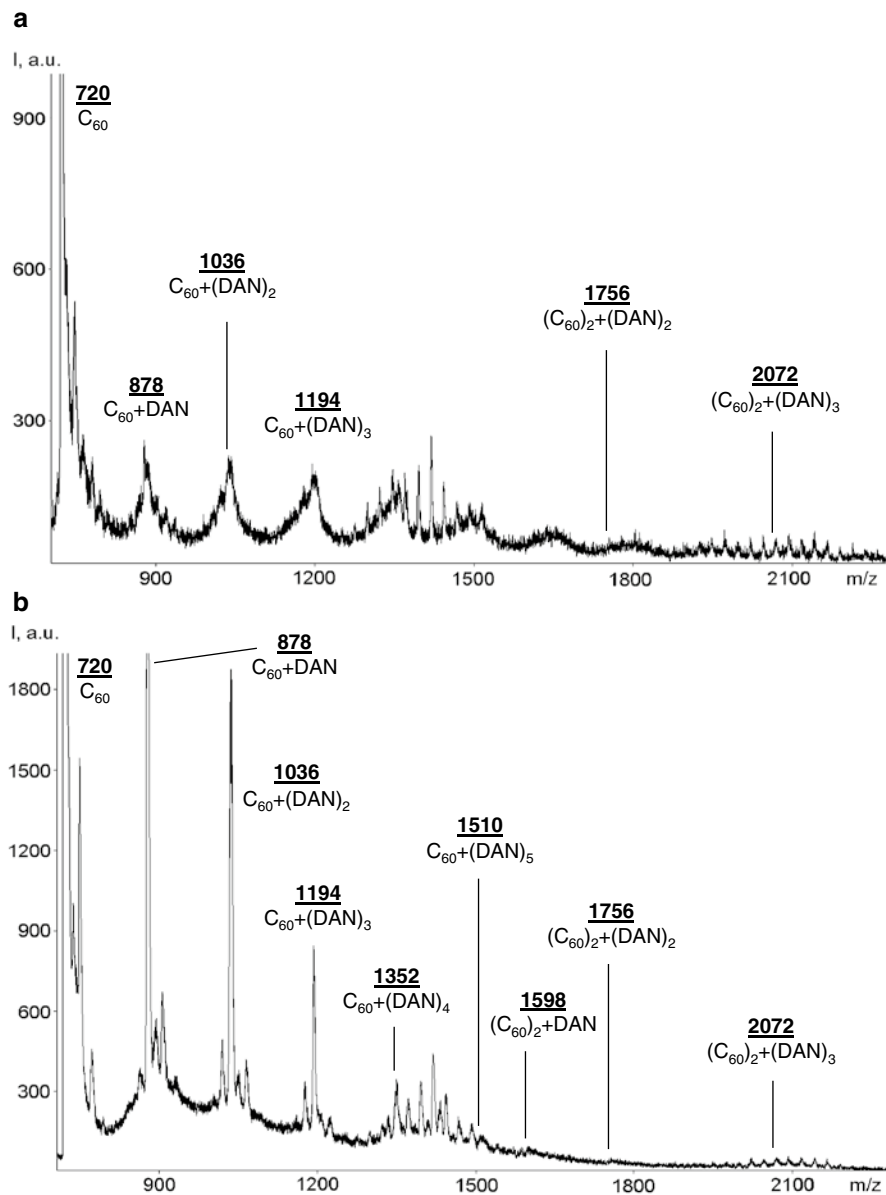 a
I, a.u.
720
C₆₀
900
1036
C₆₀+(DAN)₂
600
1756
(C₆₀)₂+(DAN)₂
2072
(C₆₀)₂+(DAN)₃
878
C₆₀+DAN
1194
C₆₀+(DAN)₃
300
900 1200 1500 1800 2100 m/z
b
I, a.u.
878
C₆₀+DAN
720
C₆₀
1800
1500
1036
C₆₀+(DAN)₂
1510
C₆₀+(DAN)₅
1200
1194
C₆₀+(DAN)₃
1756
(C₆₀)₂+(DAN)₂
900
1352
C₆₀+(DAN)₄
1598
(C₆₀)₂+DAN
600
2072
(C₆₀)₂+(DAN)₃
300
900 1200 1500 1800 2100 m/z